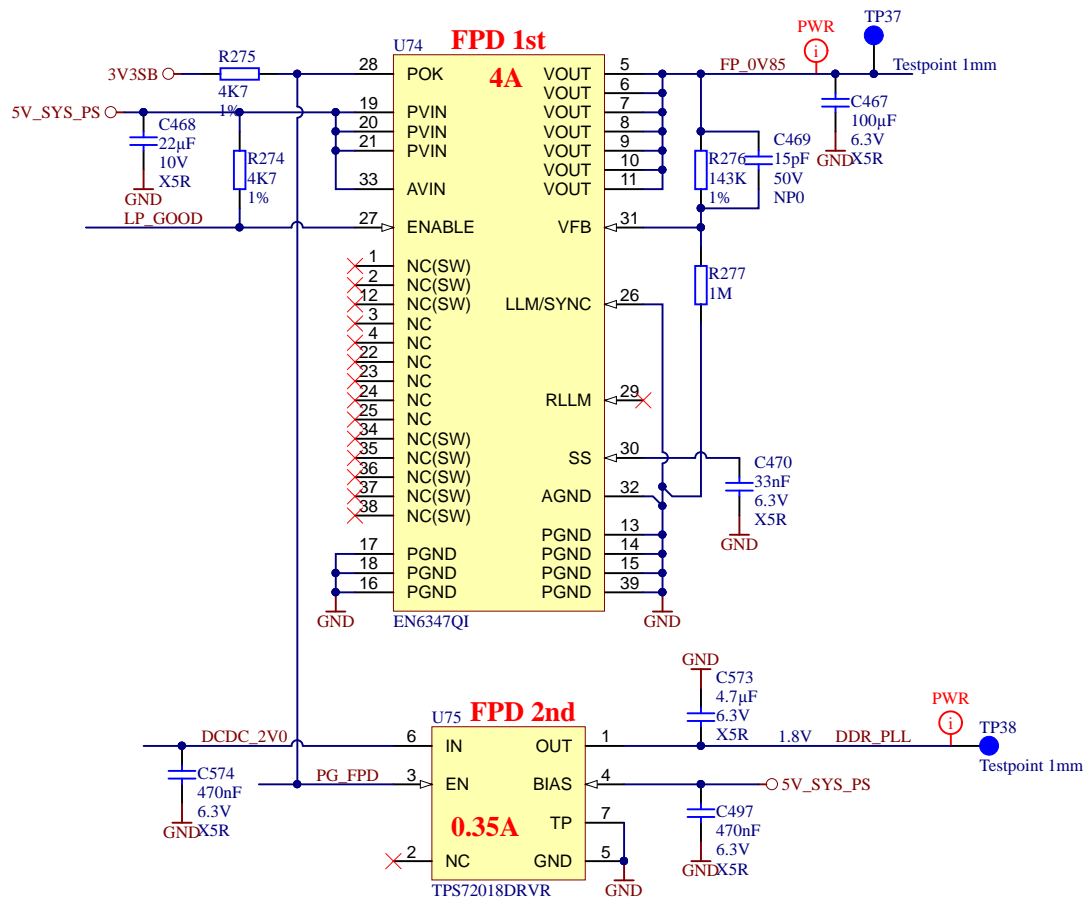 FPD 1st
U74
4A
R275
4K7
1%
3V3SB
5V_SYS_PS
C468
22µF
10V
X5R
GND
R274
4K7
1%
LP_GOOD
28 POK
19 PVIN
20 PVIN
21 PVIN
33 AVIN
27 ENABLE
1 NC(SW)
2 NC(SW)
12 NC(SW)
3 NC
4 NC
22 NC
23 NC
24 NC
25 NC
34 NC(SW)
35 NC(SW)
36 NC(SW)
37 NC(SW)
38 NC(SW)
17 PGND
18 PGND
16 PGND
GND
EN6347QI
VOUT 5
VOUT 6
VOUT 7
VOUT 8
VOUT 9
VOUT 10
VOUT 11
VFB 31
LLM/SYNC 26
RLLM 29
SS 30
AGND 32
PGND 13
PGND 14
PGND 15
PGND 39
GND
FP_0V85
PWR
i
TP37
Testpoint 1mm
C467
100µF
6.3V
X5R
GND
R276
143K
1%
C469
15pF
50V
NP0
R277
1M
C470
33nF
6.3V
X5R
GND
FPD 2nd
U75
0.35A
DCDC_2V0
C574
470nF
6.3V
X5R
GND
PG_FPD
6 IN
3 EN
2 NC
TPS72018DRVR
OUT 1
BIAS 4
TP 7
GND 5
GND
GND
C573
4.7µF
6.3V
X5R
1.8V
DDR_PLL
PWR
i
TP38
Testpoint 1mm
5V_SYS_PS
C497
470nF
6.3V
X5R
GND